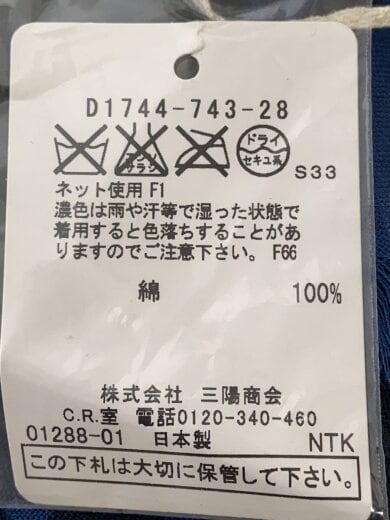 D1744-743-28
エンソ
サラシ
ドライ
セキユ系
S33
ネット使用 F1
濃色は雨や汗等で湿った状態で
着用すると色落ちすることがあ
りますのでご注意下さい。 F66
綿 100%
株式会社 三陽商会
C.R.室 電話0120-340-460
01288-01 日本製 NTK
この下札は大切に保管して下さい。